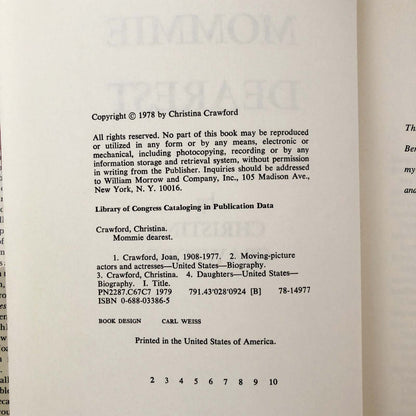 MOMMIE
DEAREST
Copyright © 1978 by Christina Crawford
All rights reserved. No part of this book may be reproduced
or utilized in any form or by any means, electronic or
mechanical, including photocopying, recording or by any
information storage and retrieval system, without permission
in writing from the Publisher. Inquiries should be addressed
to William Morrow and Company, Inc., 105 Madison Ave.,
New York, N. Y. 10016.
Library of Congress Cataloging in Publication Data
Crawford, Christina.
Mommie dearest.
1. Crawford, Joan, 1908-1977. 2. Moving-picture
actors and actresses—United States—Biography.
3. Crawford, Christina. 4. Daughters—United States—
Biography. I. Title.
PN2287.C67C7 1979 791.43'028'0924 [B] 78-14977
ISBN 0-688-03386-5
BOOK DESIGN CARL WEISS
Printed in the United States of America.
2 3 4 5 6 7 8 9 10
Thi
Ber
my
and